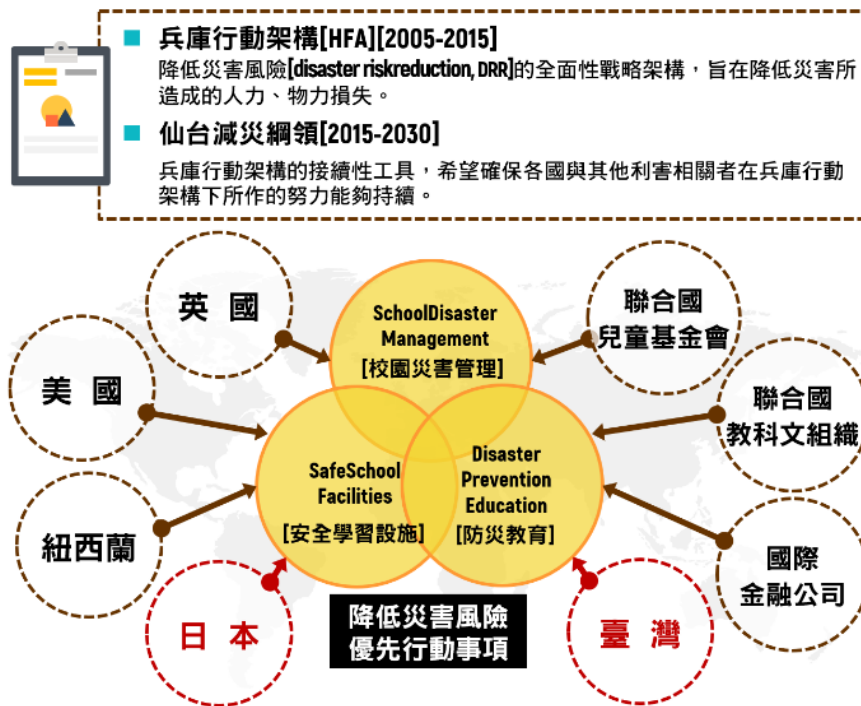 兵庫行動架構[HFA][2005-2015]
降低災害風險[disaster riskreduction, DRR]的全面性戰略架構，旨在降低災害所
造成的人力、物力損失。
仙台減災綱領[2015-2030]
兵庫行動架構的接續性工具，希望確保各國與其他利害相關者在兵庫行動
架構下所作的努力能夠持續。
英 國
美 國
紐西蘭
日 本
SchoolDisaster
Management
[校園災害管理]
SafeSchool
Facilities
[安全學習設施]
Disaster
Prevention
Education
[防災教育]
降低災害風險
優先行動事項
聯合國
兒童基金會
聯合國
教科文組織
國際
金融公司
臺 灣